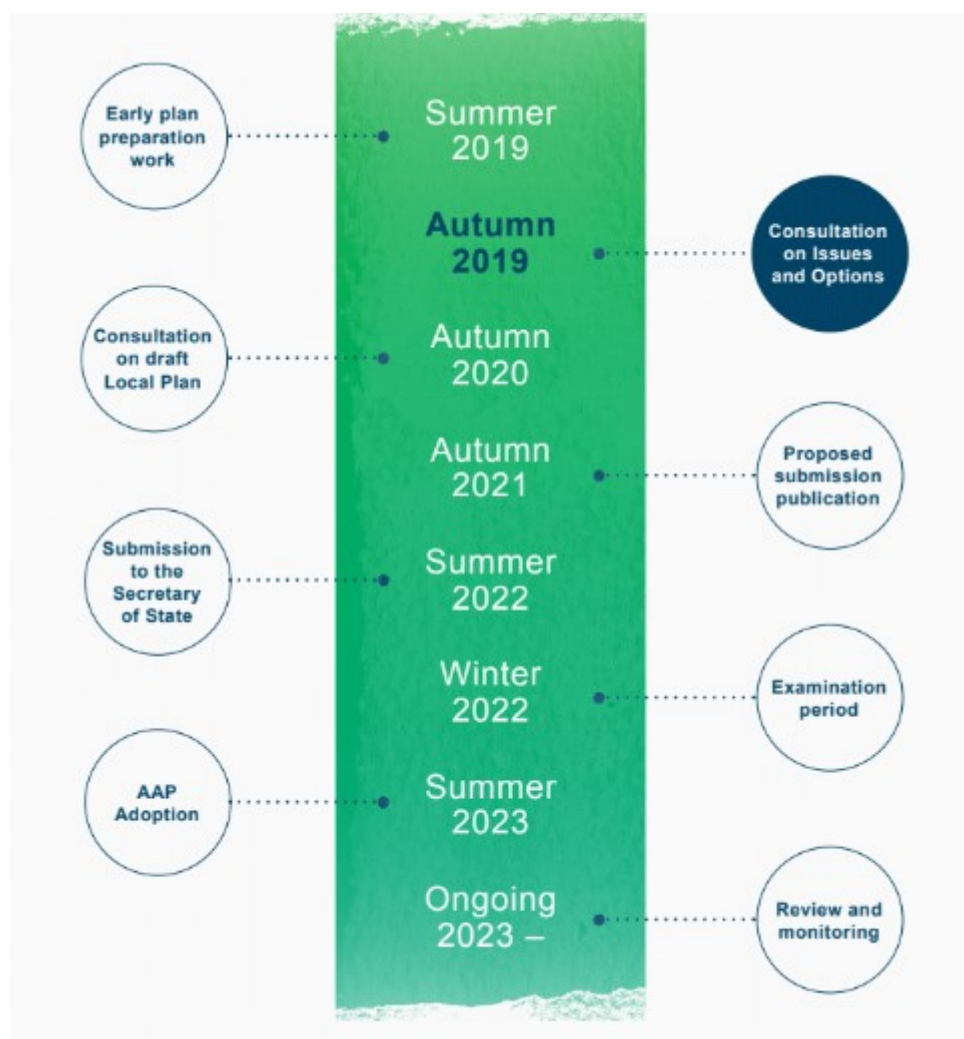 Early plan
preparation
work
Summer
2019
Autumn
2019
Consultation
on Issues
and Options
Consultation
on draft
Local Plan
Autumn
2020
Autumn
2021
Proposed
submission
publication
Submission
to the
Secretary
of State
Summer
2022
Winter
2022
Examination
period
AAP
Adoption
Summer
2023
Ongoing
2023 –
Review and
monitoring